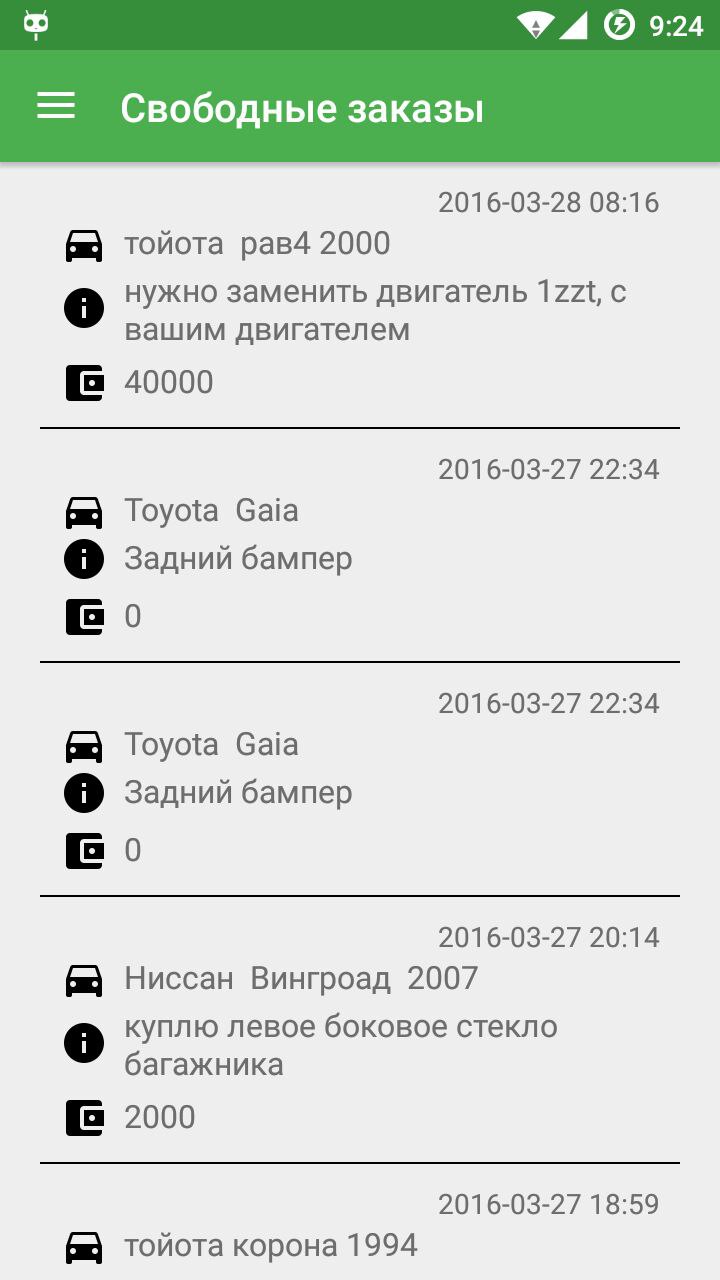 9:24
Свободные заказы
2016-03-28 08:16
тойота рав4 2000
нужно заменить двигатель 1zzt, с
вашим двигателем
40000
2016-03-27 22:34
Toyota Gaia
Задний бампер
0
2016-03-27 22:34
Toyota Gaia
Задний бампер
0
2016-03-27 20:14
Ниссан Вингроад 2007
куплю левое боковое стекло
багажника
2000
2016-03-27 18:59
тойота корона 1994